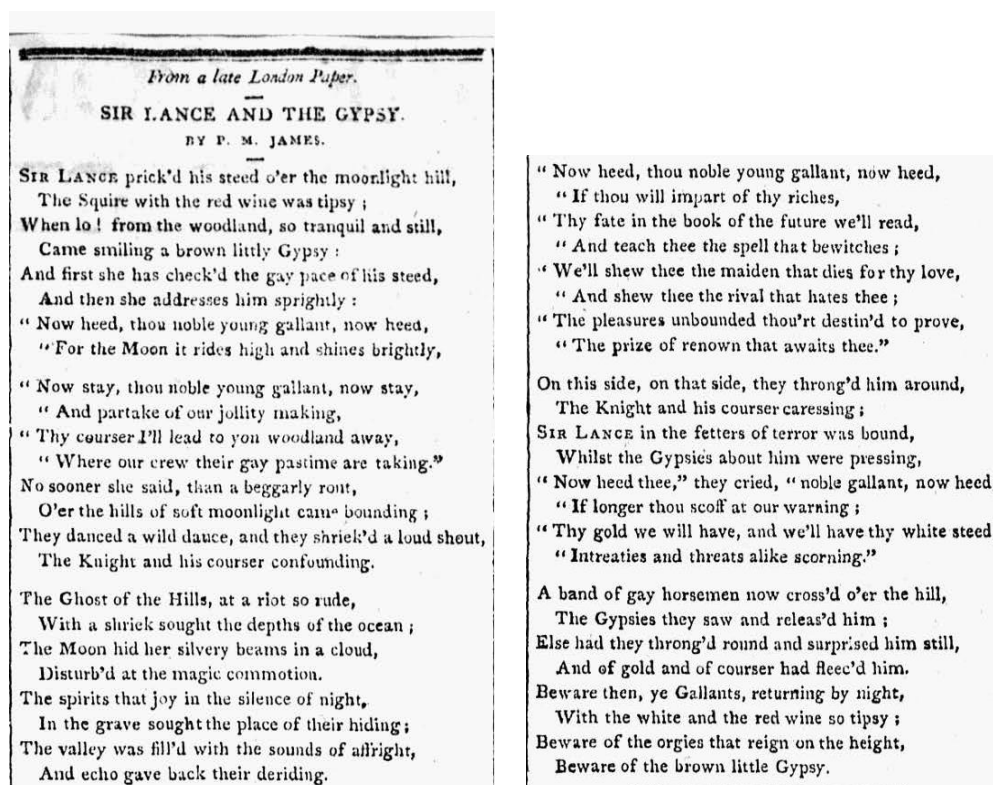 From a late London Paper.
SIR LANCE AND THE GYPSY.
BY P. M. JAMES.
SIR LANCE prick'd his steed o'er the moonlight hill,
The Squire with the red wine was tipsy ;
When lo ! from the woodland, so tranquil and still,
Came smiling a brown littly Gypsy :
And first she has check'd the gay pace of his steed,
And then she addresses him sprightly :
“ Now heed, thou noble young gallant, now heed,
“ For the Moon it rides high and shines brightly,
“ Now stay, thou noble young gallant, now stay,
“ And partake of our jollity making,
“ Thy courser I'll lead to yon woodland away,
“ Where our crew their gay pastime are taking.”
No sooner she said, than a beggarly rout,
O'er the hills of soft moonlight came bounding ;
They danced a wild dance, and they shriek'd a loud shout,
The Knight and his courser confounding.
The Ghost of the Hills, at a riot so rude,
With a shriek sought the depths of the ocean ;
The Moon hid her silvery beams in a cloud,
Disturb'd at the magic commotion.
The spirits that joy in the silence of night,
In the grave sought the place of their hiding ;
The valley was fill'd with the sounds of affright,
And echo gave back their deriding.
“ Now heed, thou noble young gallant, now heed,
“ If thou will impart of thy riches,
“ Thy fate in the book of the future we'll read,
“ And teach thee the spell that bewitches ;
“ We'll shew thee the maiden that dies for thy love,
“ And shew thee the rival that hates thee ;
“ The pleasures unbounded thou'rt destin'd to prove,
“ The prize of renown that awaits thee.”
On this side, on that side, they throng'd him around,
The Knight and his courser caressing ;
SIR LANCE in the fetters of terror was bound,
Whilst the Gypsies about him were pressing,
“ Now heed thee,” they cried, “ noble gallant, now heed
“ If longer thou scoff at our warning ;
“ Thy gold we will have, and we'll have thy white steed
“ Intreaties and threats alike scorning.”
A band of gay horsemen now cross'd o'er the hill,
The Gypsies they saw and releas'd him ;
Else had they throng'd round and surprised him still,
And of gold and of courser had fleec'd him.
Beware then, ye Gallants, returning by night,
With the white and the red wine so tipsy ;
Beware of the orgies that reign on the height,
Beware of the brown little Gypsy.